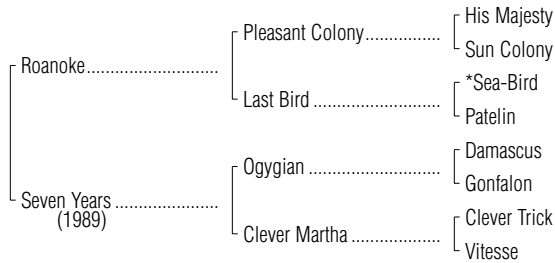 His Majesty
Pleasant Colony................
Sun Colony
Roanoke............................
*Sea-Bird
Last Bird ...........................
Patelin
Damascus
Ogygian ............................
Gonfalon
Seven Years ......................
(1989)
Clever Trick
Clever Martha ....................
Vitesse